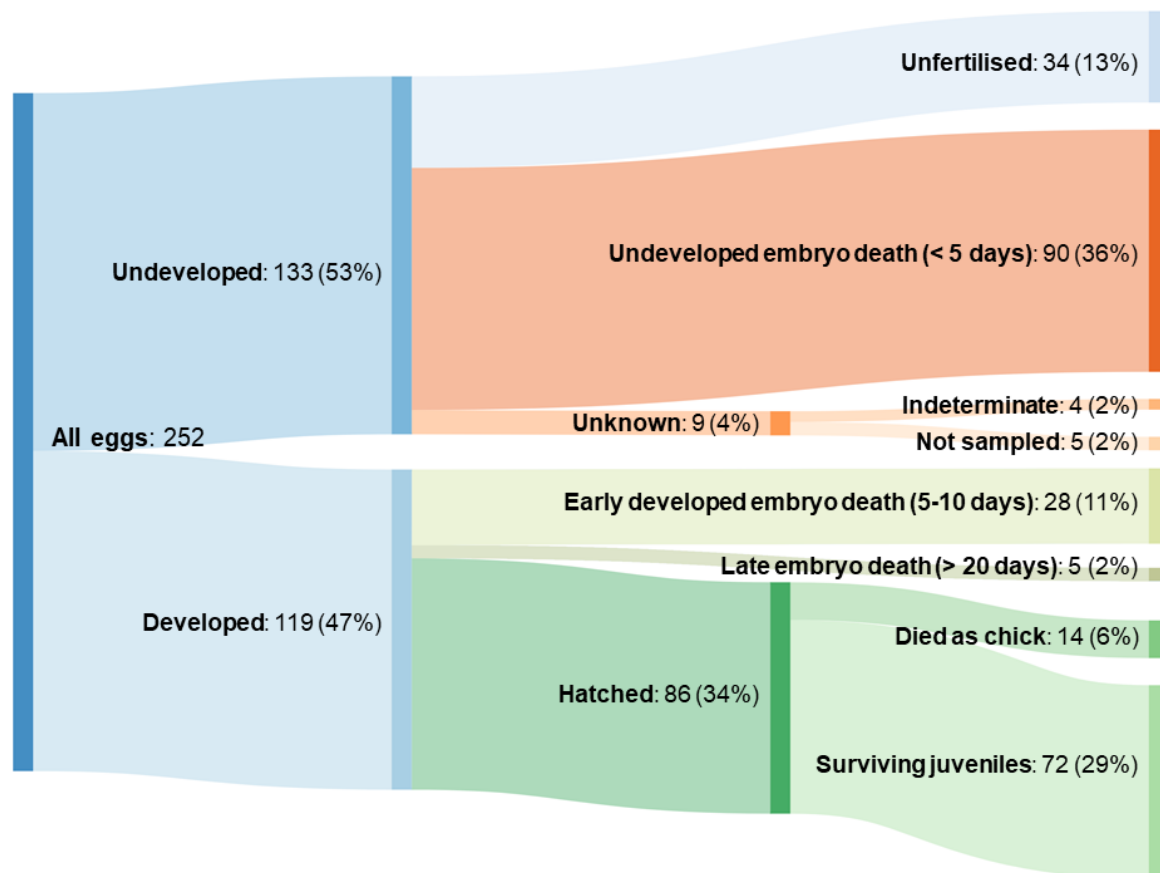 Unfertilised: 34 (13%)
Undeveloped embryo death (< 5 days): 90 (36%)
Undeveloped: 133 (53%)
Indeterminate: 4 (2%)
Unknown: 9 (4%)
All eggs: 252
Not sampled: 5 (2%)
Early developed embryo death (5-10 days): 28 (11%)
Late embryo death (> 20 days): 5 (2%)
Developed: 119 (47%)
Died as chick: 14 (6%)
Hatched: 86 (34%)
Surviving juveniles: 72 (29%)